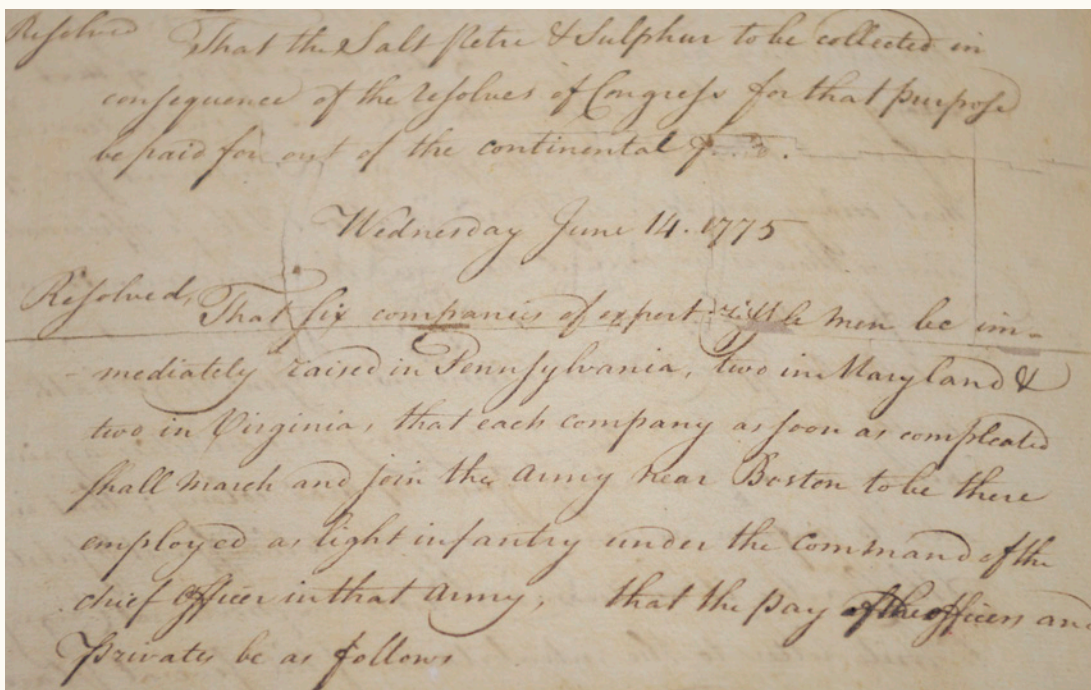 Resolved That the Salt petre & Sulphur to be collected in
consequence of the resolves of Congress for that purpose
be paid for out of the continental
Wednesday June 14. 1775
Resolved, That six companies of expert rifle men be im-
- mediately raised in Pennsylvania, two in Maryland &
two in Virginia, that each company as soon as compleated
shall march and join the army near Boston to be there
employed as light infantry under the command of the
chief Officer in that army; that the pay of the officers and
Privates be as follows